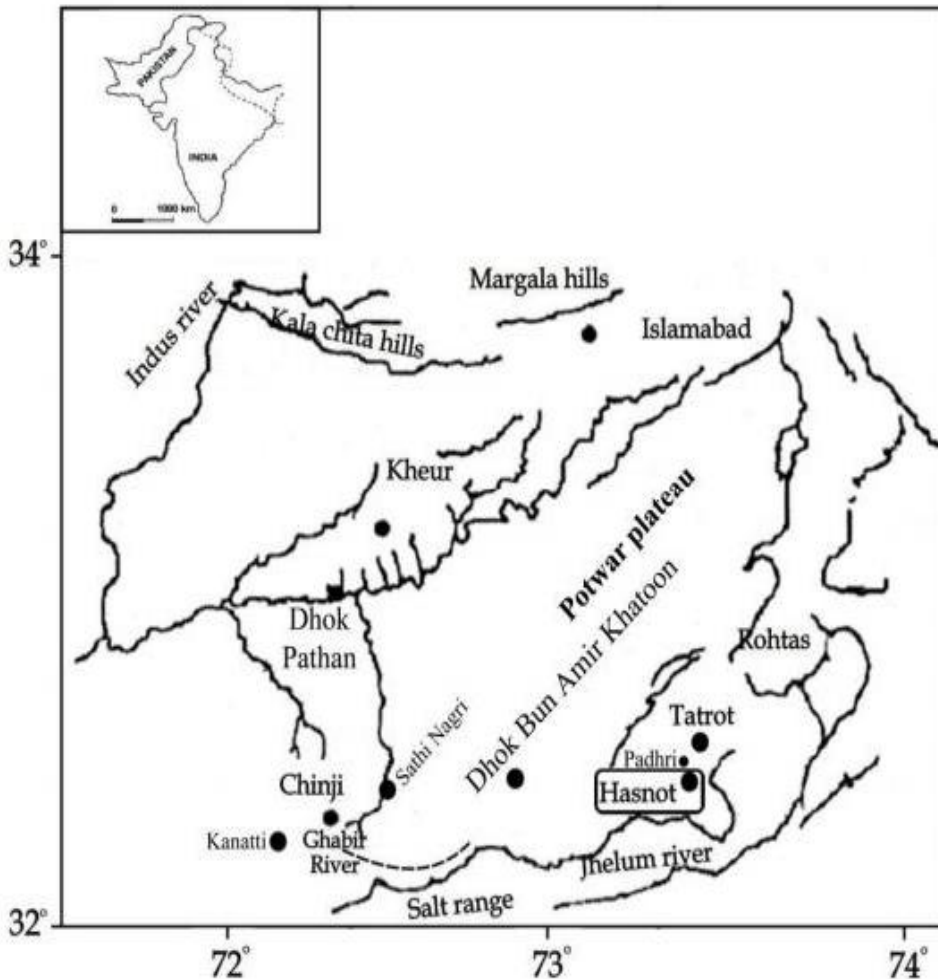 PAKISTAN
INDIA
0 1000 km
34°
Margala hills
Indus river
Kala chita hills
Islamabad
Kheur
Potwar plateau
Dhok
Pathan
Dhok Bun Amir Khatoon
Rohtas
Sathi Nagri
Tatrot
Padhri
Hasnot
Chinji
Kanatti
Ghabir
River
Jhelum river
Salt range
32°
72° 73° 74°